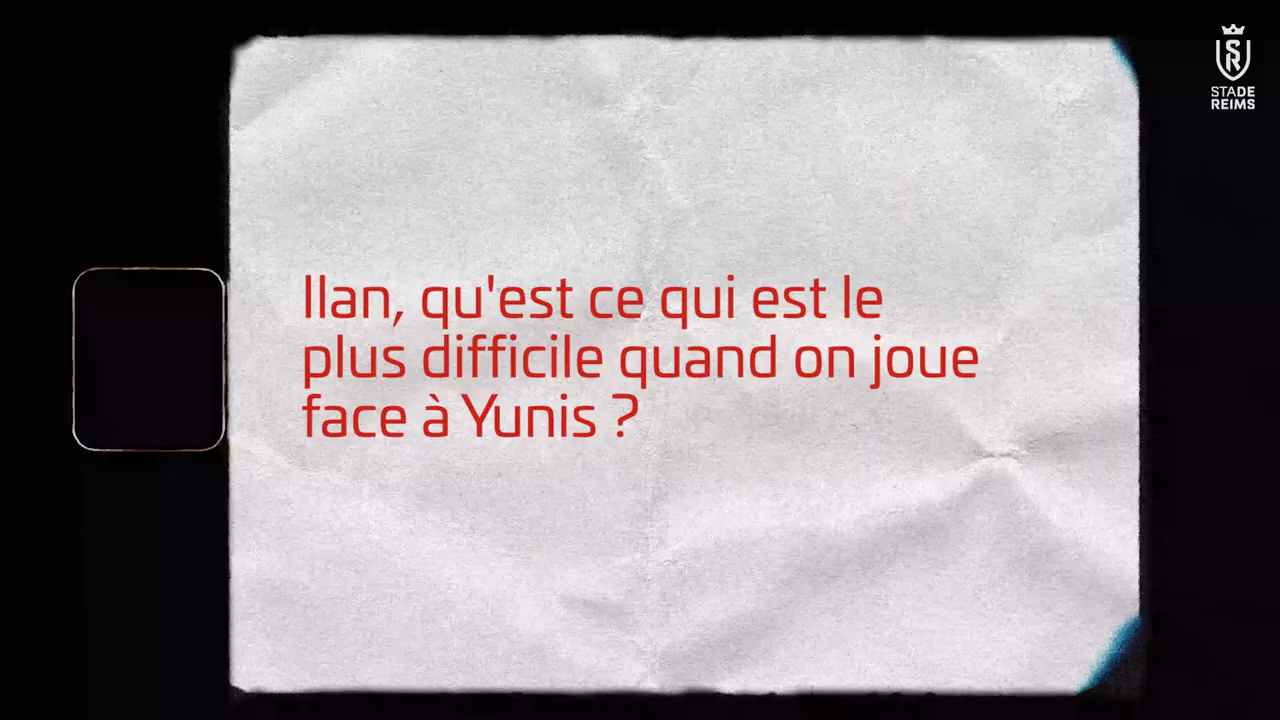 Ilan, qu'est ce qui est le
plus difficile quand on joue
face à Yunis ?
STADE
REIMS